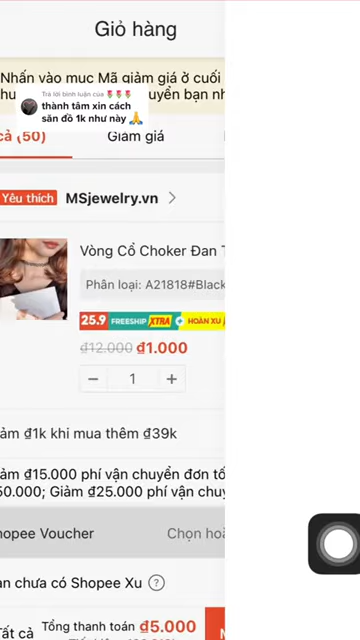 Giỏ hàng
Nhấn vào mục Mã giảm giá ở cuối
Trả lời bình luận của 🌷🌷🌷
thành tâm xin cách
săn đồ 1k như này 🙏
uyển bạn nh
cả (50)
Giảm giá
Yêu thích MSjewelry.vn
Vòng Cổ Choker Đan T
Phân loại: A21818#Black
25.9 FREESHIP XTRA + HOÀN XU
₫12.000 ₫1.000
− 1 +
ảm ₫1k khi mua thêm ₫39k
ảm ₫15.000 phí vận chuyển đơn tố
50.000; Giảm ₫25.000 phí vận chuy
hopee Voucher Chọn hoặ
ạn chưa có Shopee Xu ?
Tất cả Tổng thanh toán ₫5.000